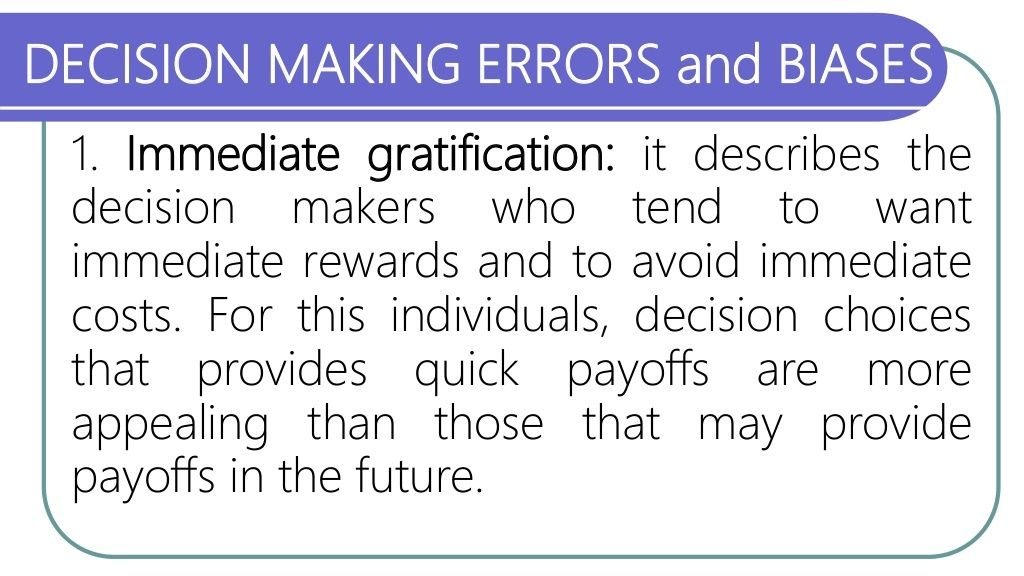 DECISION MAKING ERRORS and BIASES
1. Immediate gratification: it describes the
decision makers who tend to want
immediate rewards and to avoid immediate
costs. For this individuals, decision choices
that provides quick payoffs are more
appealing than those that may provide
payoffs in the future.